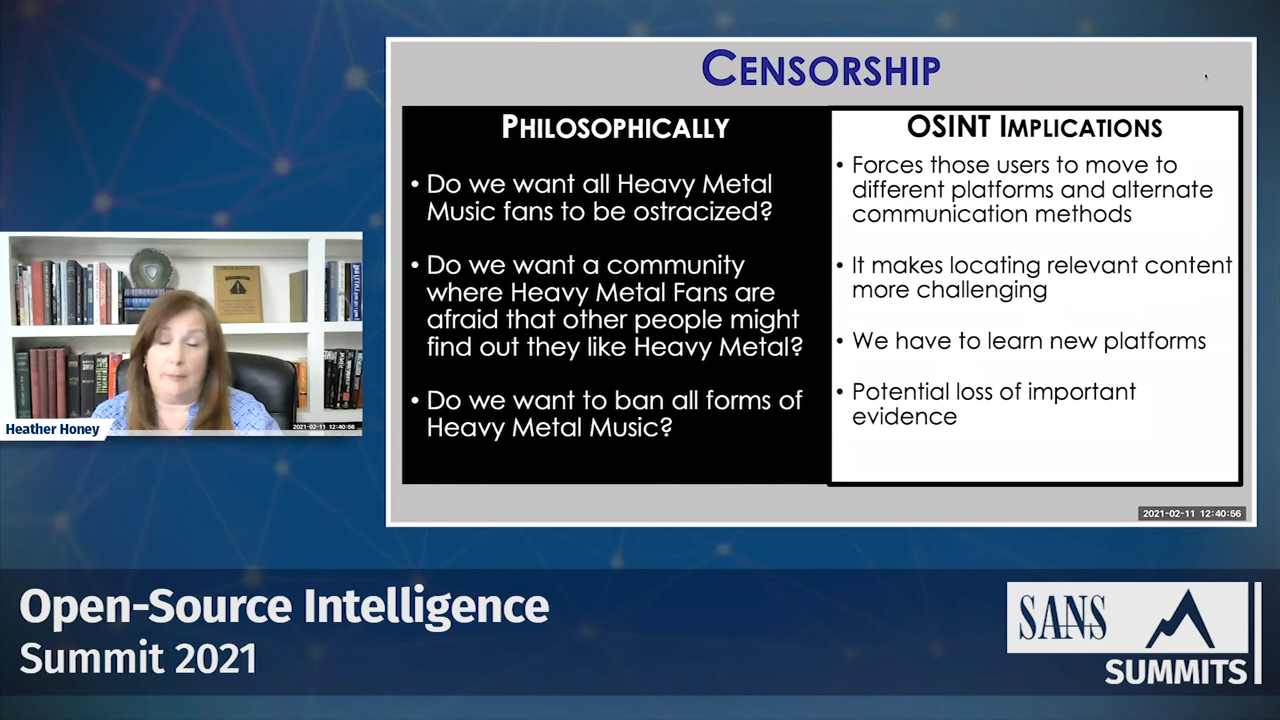 CENSORSHIP
PHILOSOPHICALLY
• Do we want all Heavy Metal
Music fans to be ostracized?
• Do we want a community
where Heavy Metal Fans are
afraid that other people might
find out they like Heavy Metal?
• Do we want to ban all forms of
Heavy Metal Music?
OSINT IMPLICATIONS
• Forces those users to move to
different platforms and alternate
communication methods
• It makes locating relevant content
more challenging
• We have to learn new platforms
• Potential loss of important
evidence
2021-02-11 12:40:56
Heather Honey
2021-02-11 12:40:56
Open-Source Intelligence
Summit 2021
SANS
SUMMITS